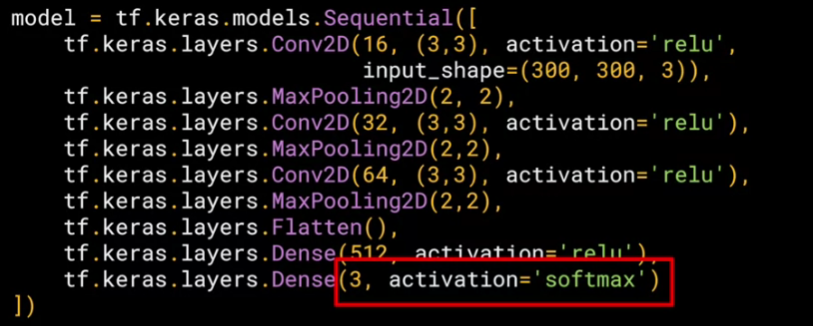 model = tf.keras.models.Sequential([
    tf.keras.layers.Conv2D(16, (3,3), activation='relu',
                           input_shape=(300, 300, 3)),
    tf.keras.layers.MaxPooling2D(2, 2),
    tf.keras.layers.Conv2D(32, (3,3), activation='relu'),
    tf.keras.layers.MaxPooling2D(2,2),
    tf.keras.layers.Conv2D(64, (3,3), activation='relu'),
    tf.keras.layers.MaxPooling2D(2,2),
    tf.keras.layers.Flatten(),
    tf.keras.layers.Dense(512, activation='relu'),
    tf.keras.layers.Dense(3, activation='softmax')
])